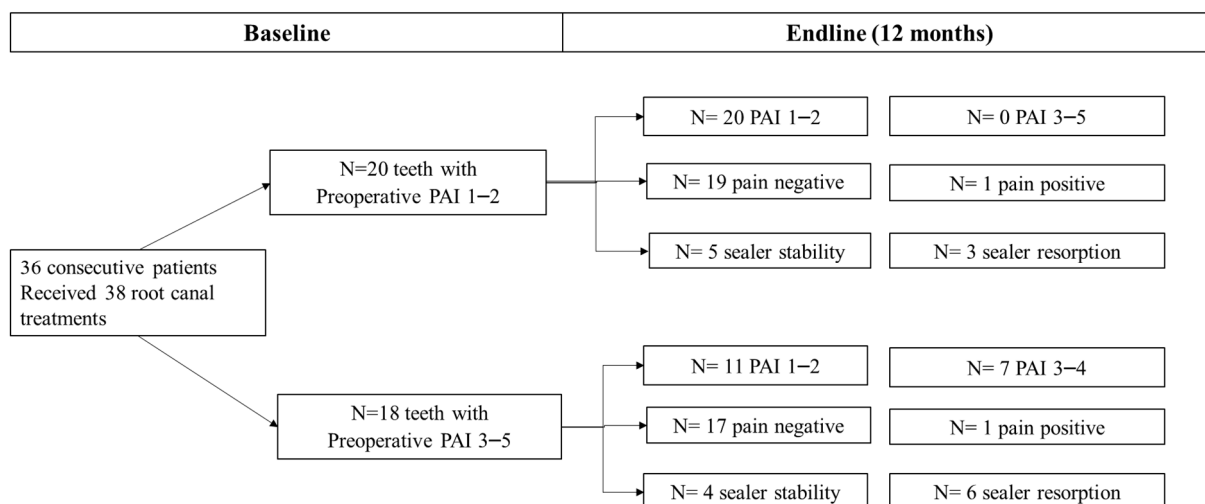 Baseline
Endline (12 months)
N= 20 PAI 1–2
N= 0 PAI 3–5
N=20 teeth with
Preoperative PAI 1–2
N= 19 pain negative
N= 1 pain positive
N= 5 sealer stability
N= 3 sealer resorption
36 consecutive patients
Received 38 root canal
treatments
N= 11 PAI 1–2
N= 7 PAI 3–4
N=18 teeth with
Preoperative PAI 3–5
N= 17 pain negative
N= 1 pain positive
N= 4 sealer stability
N= 6 sealer resorption